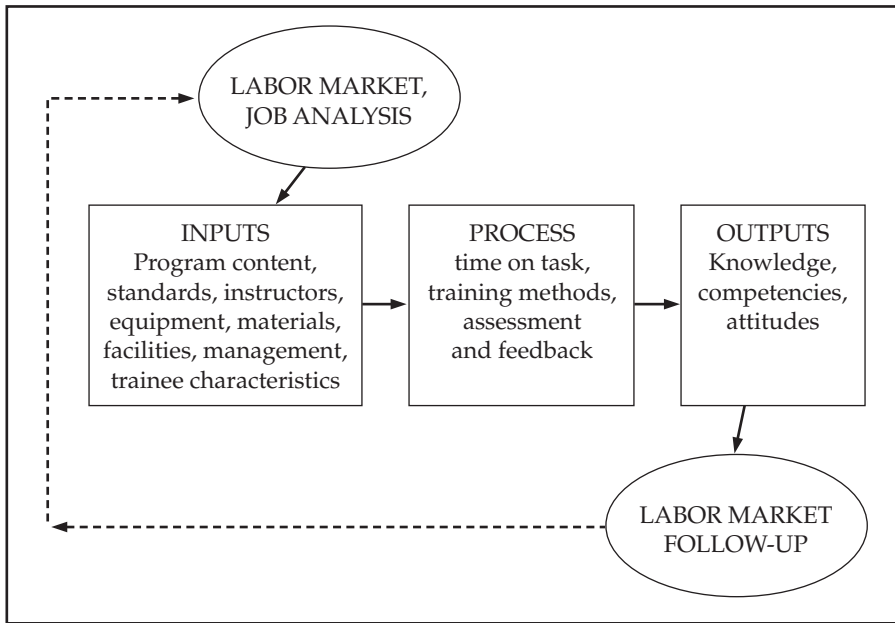 LABOR MARKET,
JOB ANALYSIS
INPUTS
Program content,
standards, instructors,
equipment, materials,
facilities, management,
trainee characteristics
PROCESS
time on task,
training methods,
assessment
and feedback
OUTPUTS
Knowledge,
competencies,
attitudes
LABOR MARKET
FOLLOW-UP